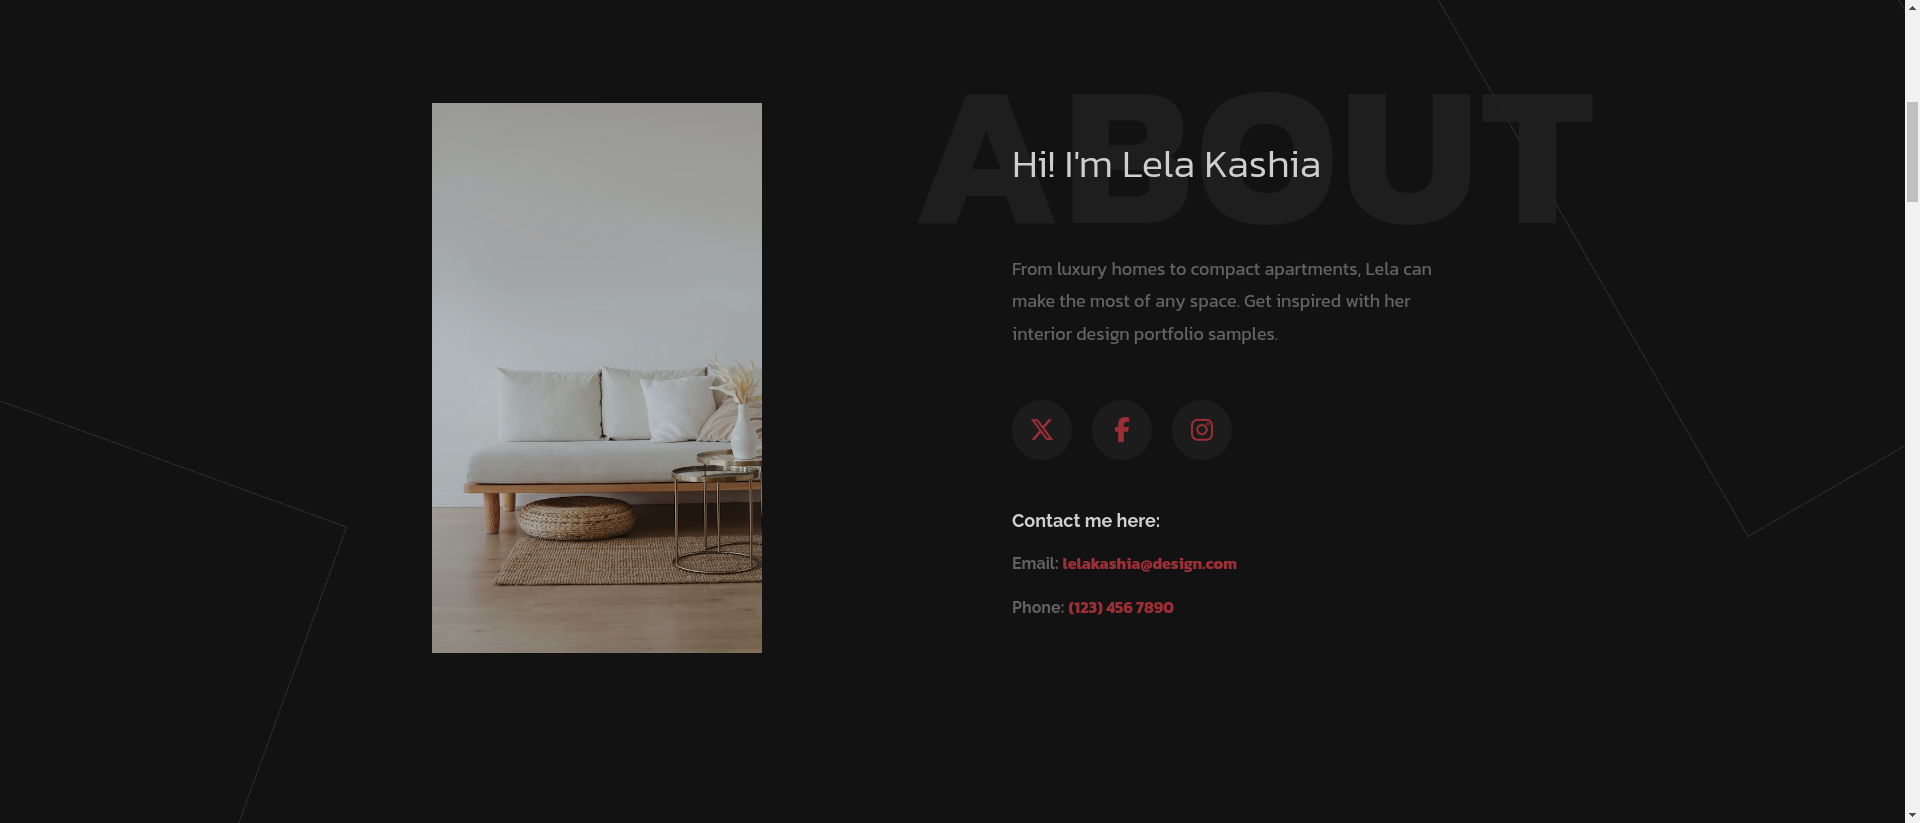 ABOUT
Hi! I'm Lela Kashia
From luxury homes to compact apartments, Lela can
make the most of any space. Get inspired with her
interior design portfolio samples.
Contact me here:
Email: lelakashia@design.com
Phone: (123) 456 7890